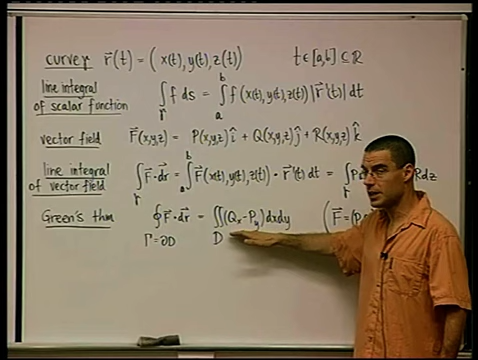 curve r⃗(t) = (x(t), y(t), z(t)) t ∈ [a,b] ⊆ ℝ
line integral of scalar function ∫_Γ f ds = ∫_a^b f(x(t), y(t), z(t)) |r⃗'(t)| dt
vector field F⃗(x,y,z) = P(x,y,z) î + Q(x,y,z) ĵ + R(x,y,z) k̂
line integral of vector field ∫_Γ F⃗·dr⃗ = ∫_a^b F⃗(x(t), y(t), z(t)) · r⃗'(t) dt = ∫_Γ Rdz
Green's thm ∮ F⃗·dr⃗ = ∬_D (Q_x - P_y) dxdy (F⃗ = (P,
Γ=∂D